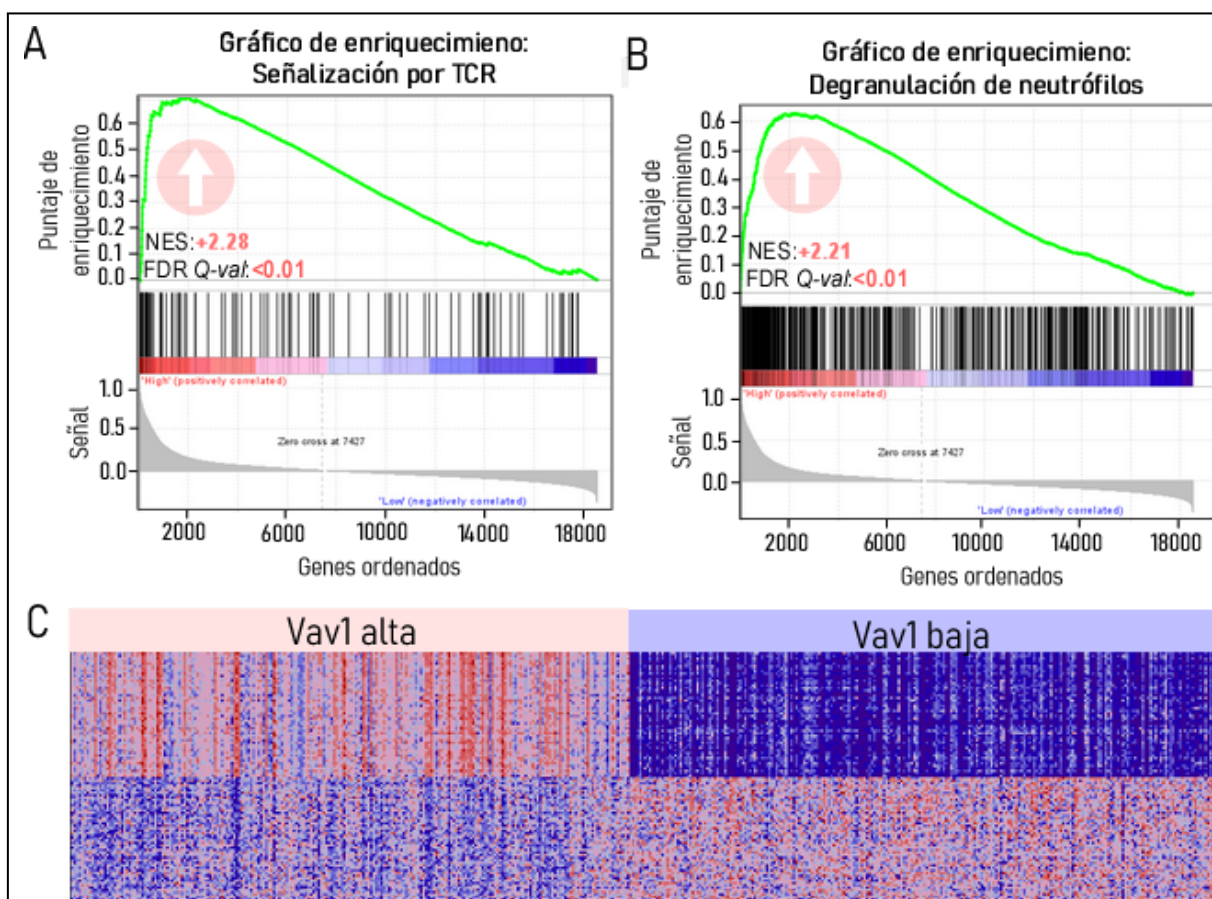 A
Gráfico de enriquecimieno:
Señalización por TCR
Puntaje de
enriquecimiento
0.6
0.5
0.4
0.3
0.2
0.1
0.0
NES:+2.28
FDR Q-val:<0.01
'High' (positively correlated)
Señal
1.0
0.5
0.0
Zero cross at 7427
'Low' (negatively correlated)
2000 6000 10000 14000 18000
Genes ordenados
B
Gráfico de enriquecimieno:
Degranulación de neutrófilos
Puntaje de
enriquecimiento
0.6
0.5
0.4
0.3
0.2
0.1
0.0
NES:+2.21
FDR Q-val:<0.01
'High' (positively correlated)
Señal
1.0
0.5
0.0
Zero cross at 7427
'Low' (negatively correlated)
2000 6000 10000 14000 18000
Genes ordenados
C
Vav1 alta Vav1 baja